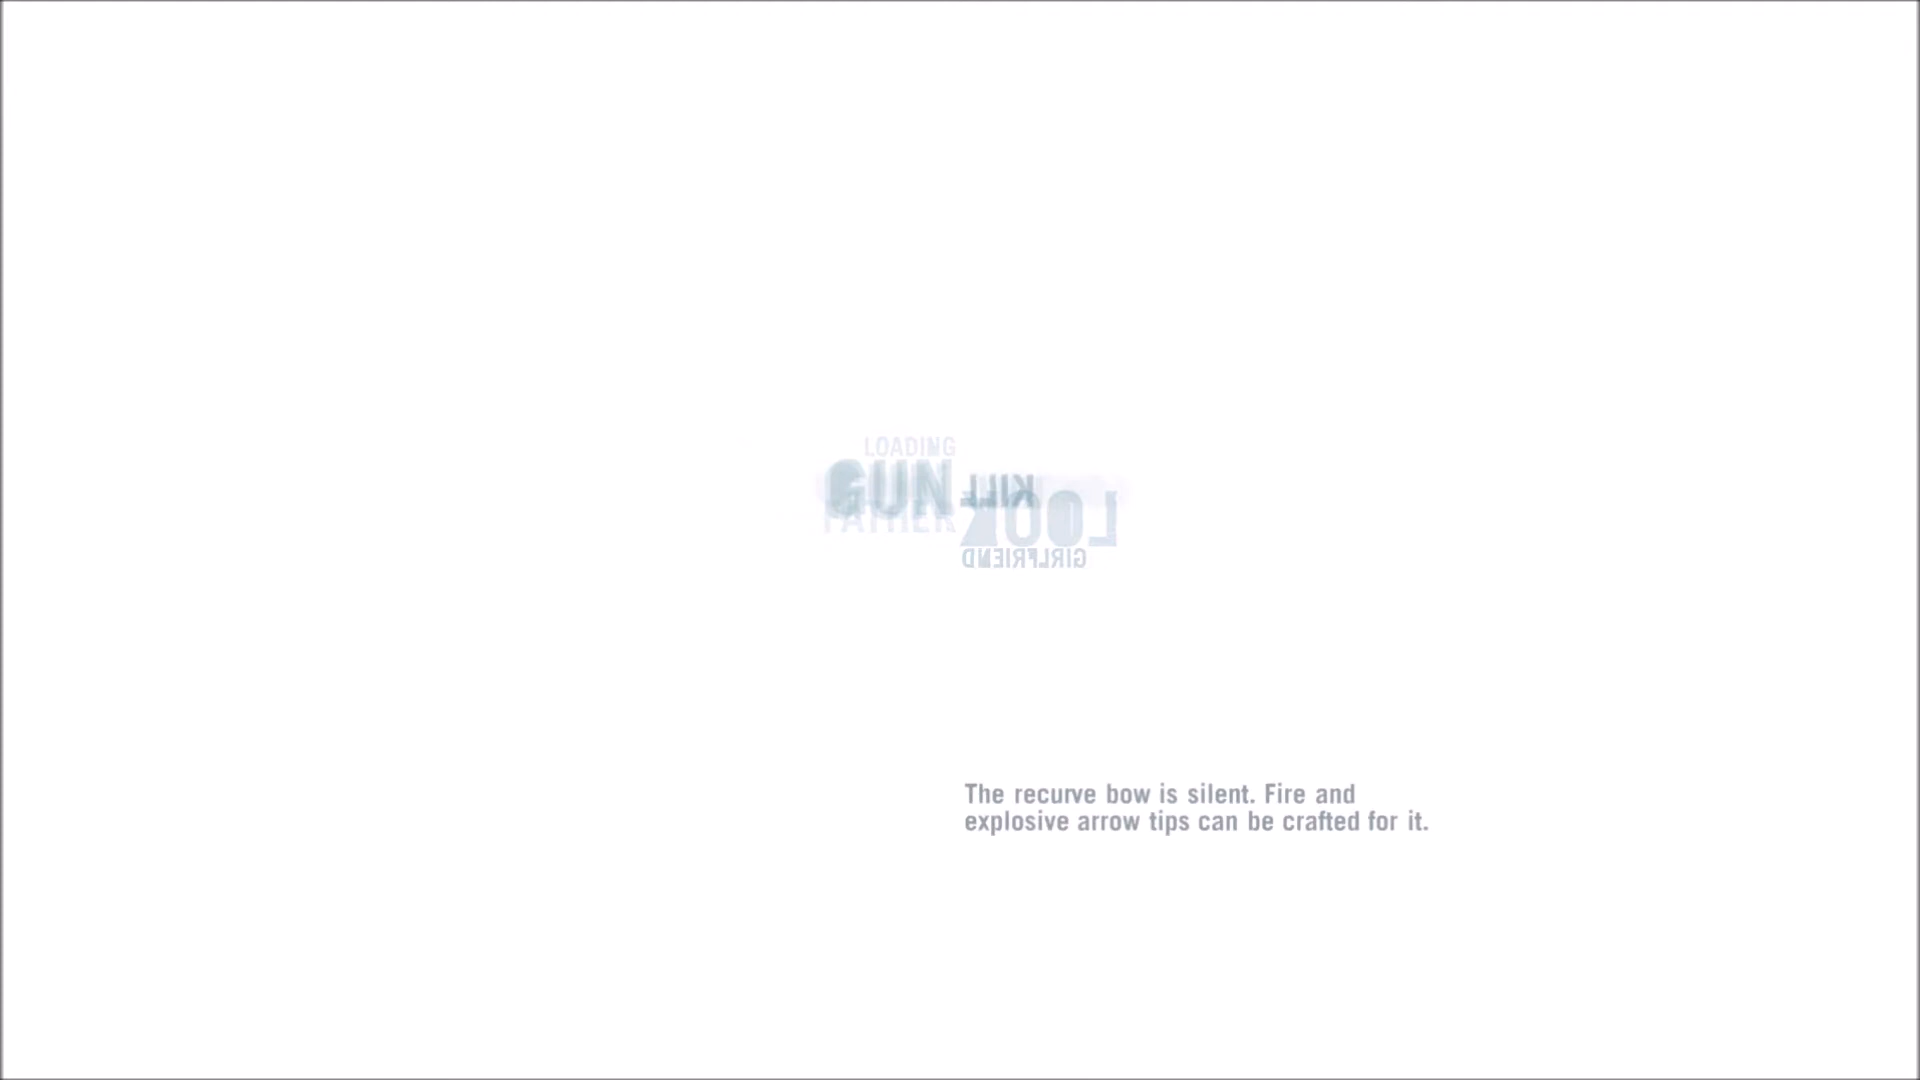 LOADING
GUN
KILL
FATHER
LOOK
GIRLFRIEND
The recurve bow is silent. Fire and
explosive arrow tips can be crafted for it.